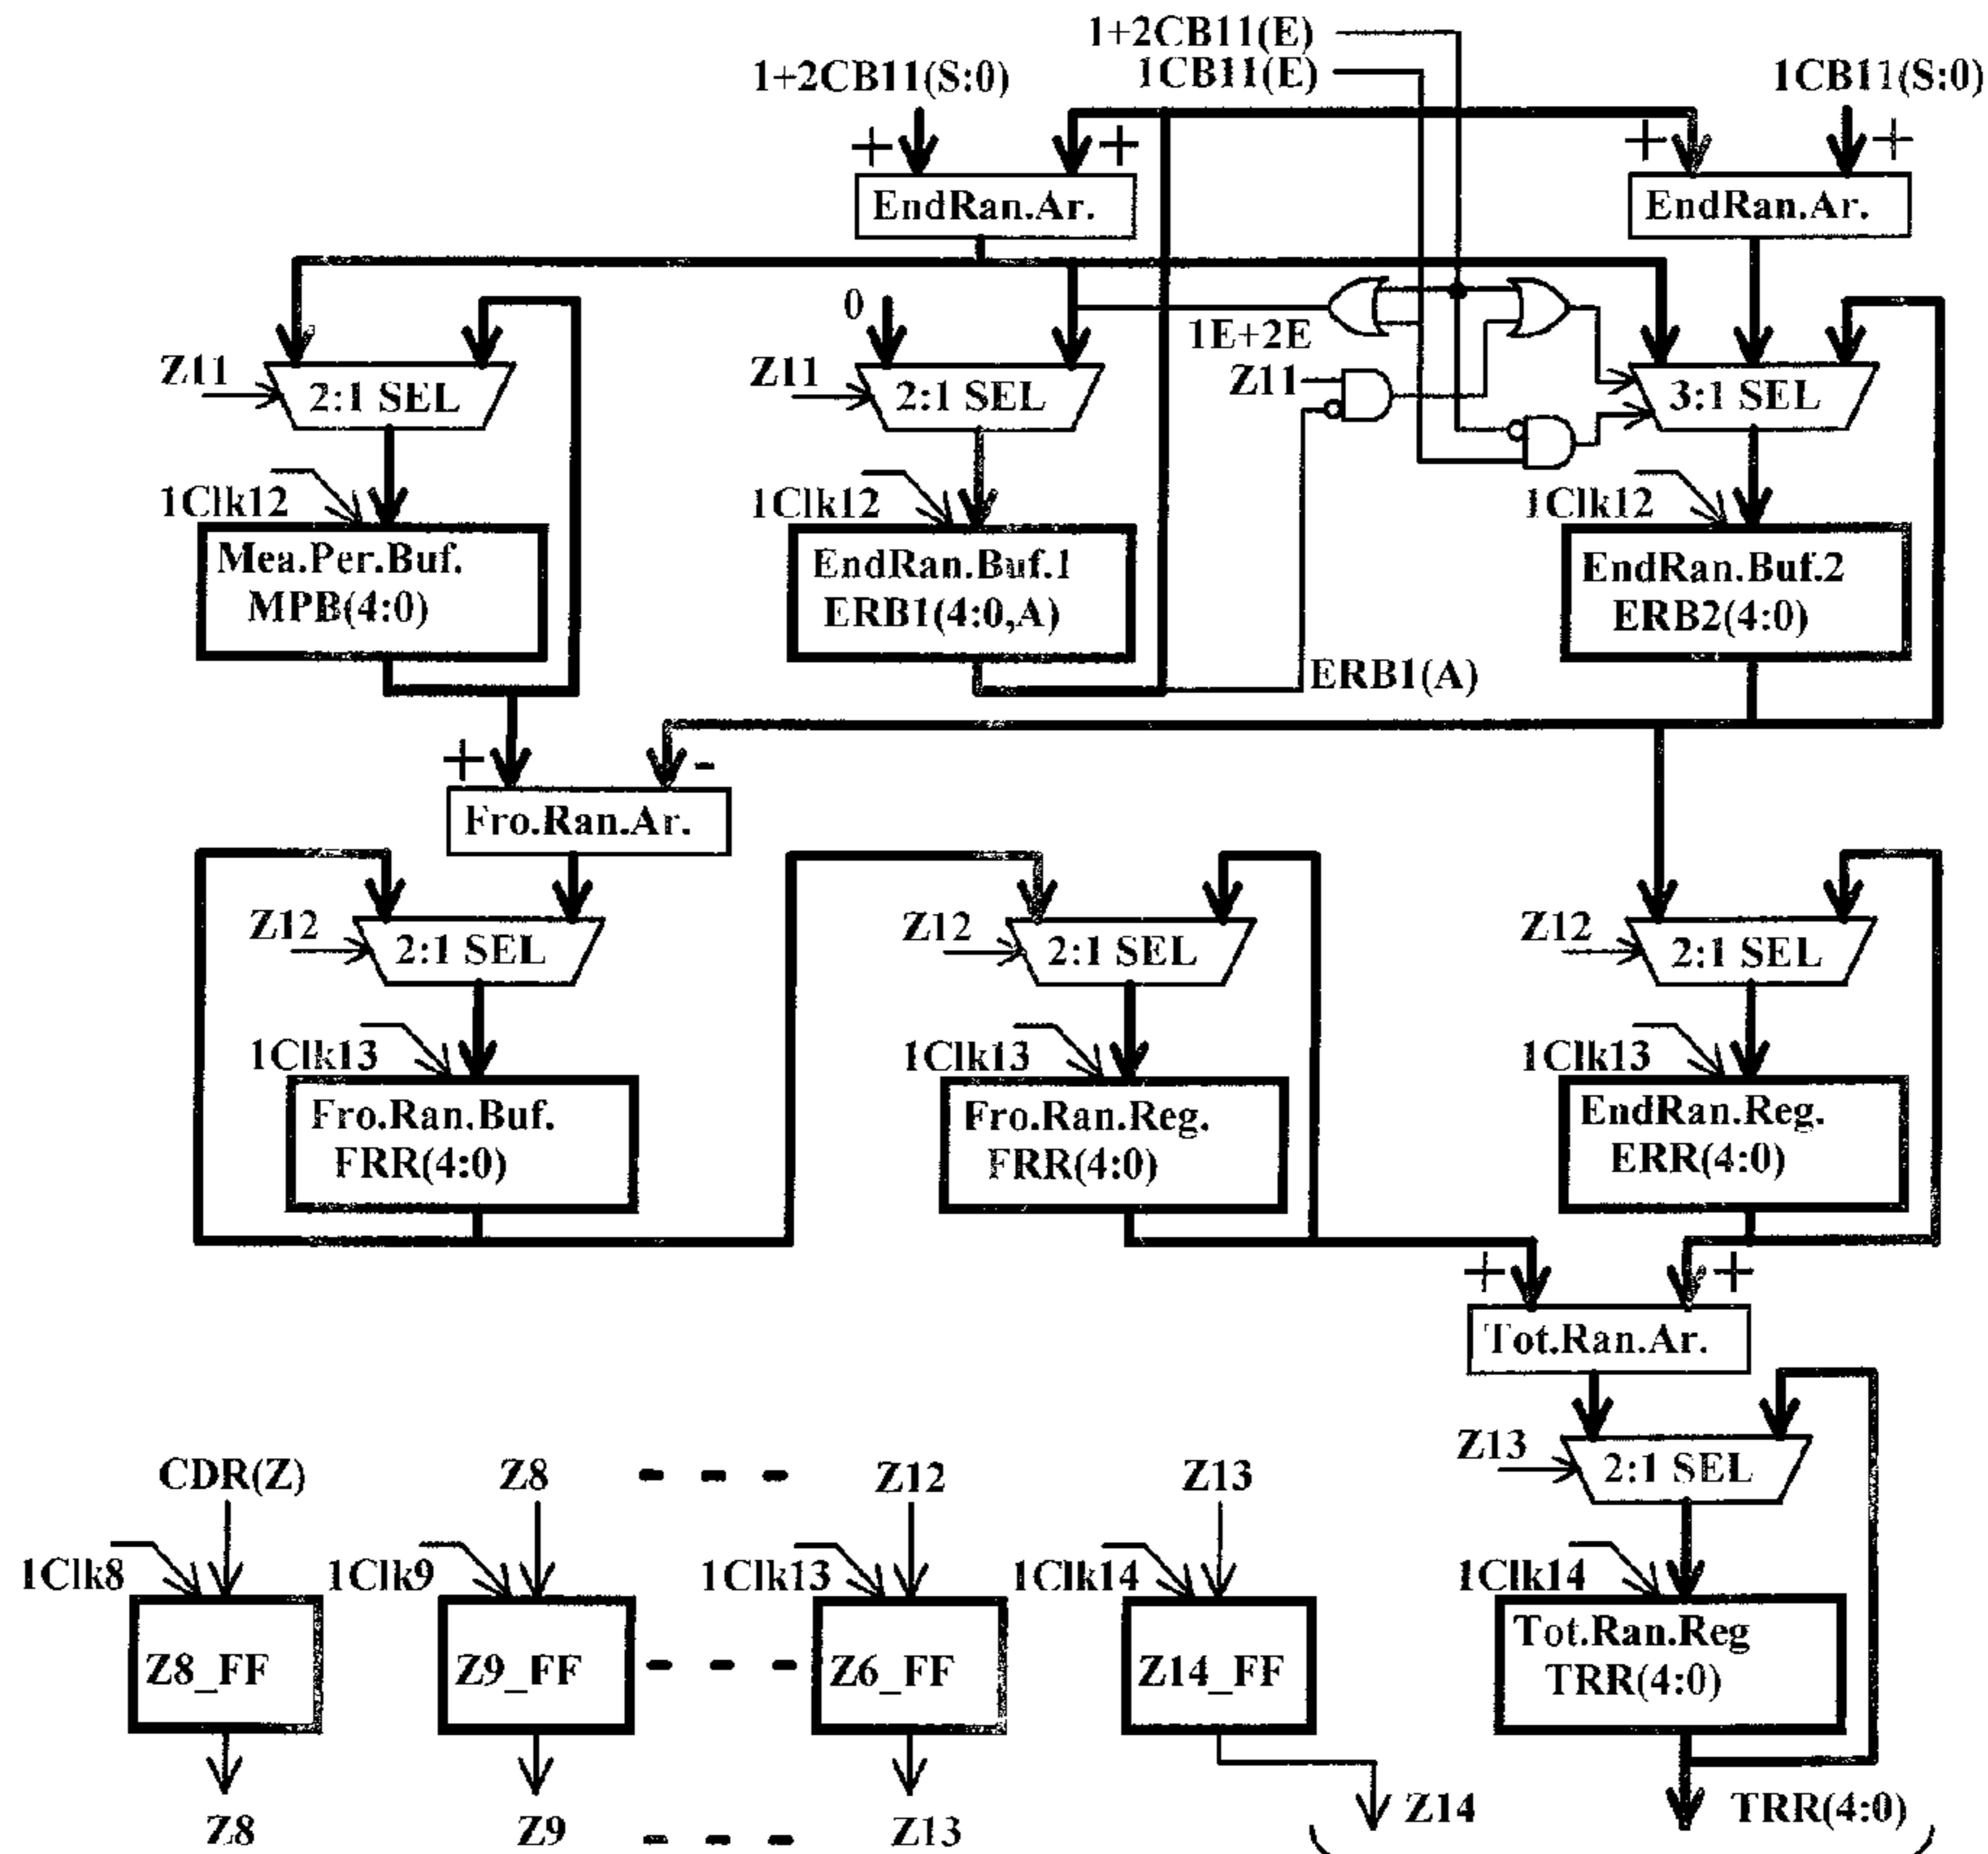 1+2CB11(E)
1+2CB11(S:0)
1CB11(E)
1CB11(S:0)
+
+
+
+
EndRan.Ar.
EndRan.Ar.
0
1E+2E
Z11
2:1 SEL
Z11
2:1 SEL
Z11
3:1 SEL
1Clk12
1Clk12
1Clk12
Mea.Per.Buf.
MPB(4:0)
EndRan.Buf.1
ERB1(4:0,A)
EndRan.Buf.2
ERB2(4:0)
ERB1(A)
+
-
Fro.Ran.Ar.
Z12
2:1 SEL
Z12
2:1 SEL
Z12
2:1 SEL
1Clk13
1Clk13
1Clk13
Fro.Ran.Buf.
FRR(4:0)
Fro.Ran.Reg.
FRR(4:0)
EndRan.Reg.
ERR(4:0)
+
+
Tot.Ran.Ar.
Z13
2:1 SEL
CDR(Z)
Z8
- - -
Z12
Z13
1Clk8
1Clk9
1Clk13
1Clk14
1Clk14
Z8_FF
Z9_FF
- - -
Z6_FF
Z14_FF
Tot.Ran.Reg
TRR(4:0)
Z8
Z9
- - -
Z13
Z14
TRR(4:0)